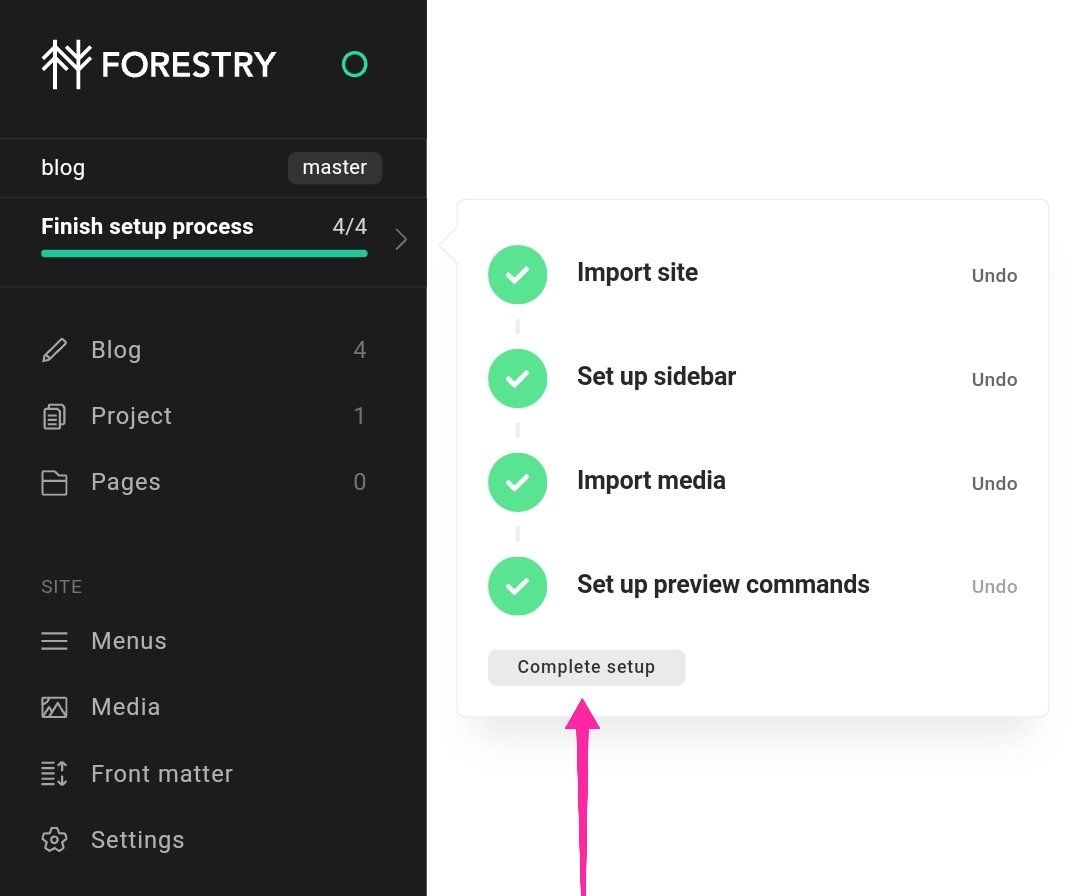 FORESTRY
blog master
Finish setup process 4/4
Blog 4
Project 1
Pages 0
SITE
Menus
Media
Front matter
Settings
Import site Undo
Set up sidebar Undo
Import media Undo
Set up preview commands Undo
Complete setup